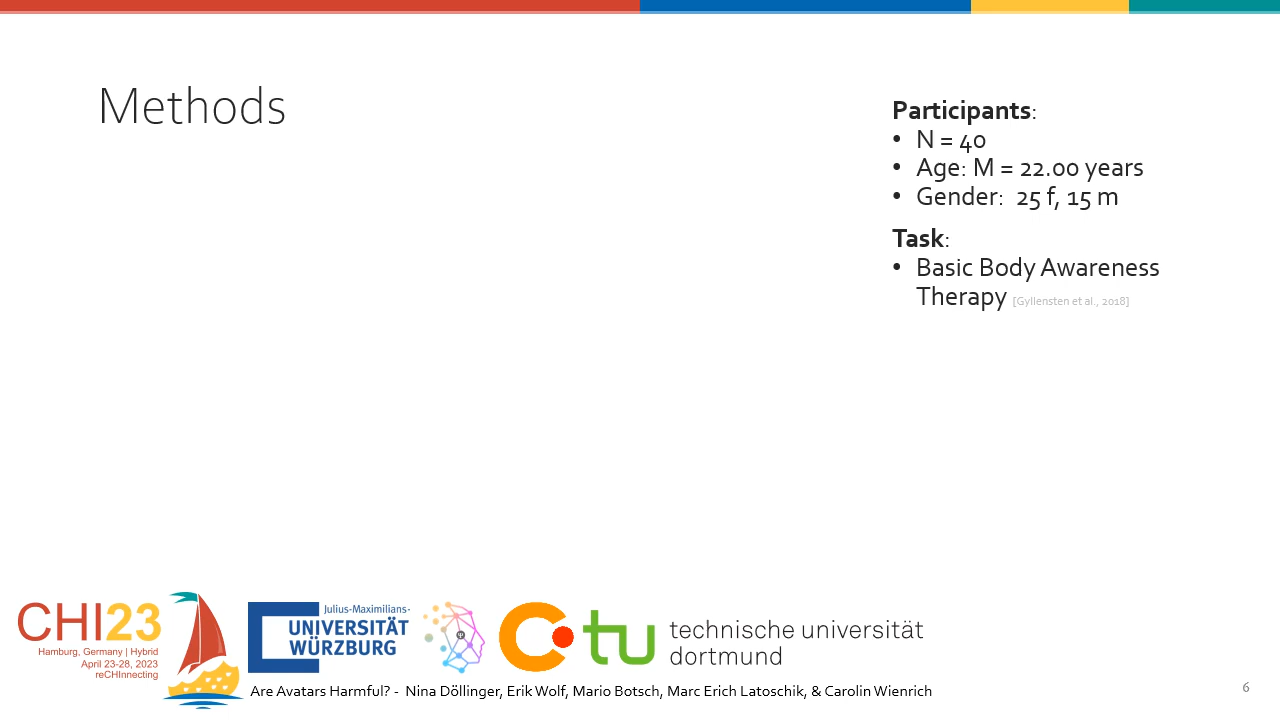 Methods
Participants:
• N = 40
• Age: M = 22.00 years
• Gender: 25 f, 15 m
Task:
• Basic Body Awareness
Therapy [Gyllensten et al., 2018]
CHI23
Hamburg, Germany | Hybrid
April 23-28, 2023
reCHInnecting
Julius-Maximilians-
UNIVERSITÄT
WÜRZBURG
tu
technische universität
dortmund
Are Avatars Harmful? - Nina Döllinger, Erik Wolf, Mario Botsch, Marc Erich Latoschik, & Carolin Wienrich
6